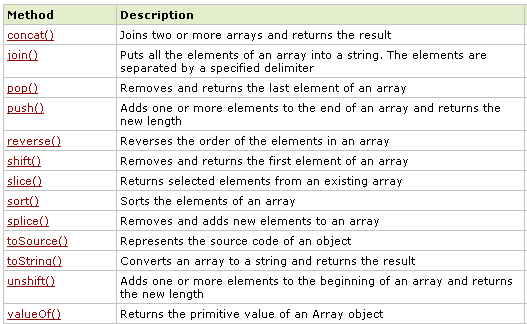 Method Description
concat() Joins two or more arrays and returns the result
join() Puts all the elements of an array into a string. The elements are
separated by a specified delimiter
pop() Removes and returns the last element of an array
push() Adds one or more elements to the end of an array and returns the
new length
reverse() Reverses the order of the elements in an array
shift() Removes and returns the first element of an array
slice() Returns selected elements from an existing array
sort() Sorts the elements of an array
splice() Removes and adds new elements to an array
toSource() Represents the source code of an object
toString() Converts an array to a string and returns the result
unshift() Adds one or more elements to the beginning of an array and returns
the new length
valueOf() Returns the primitive value of an Array object